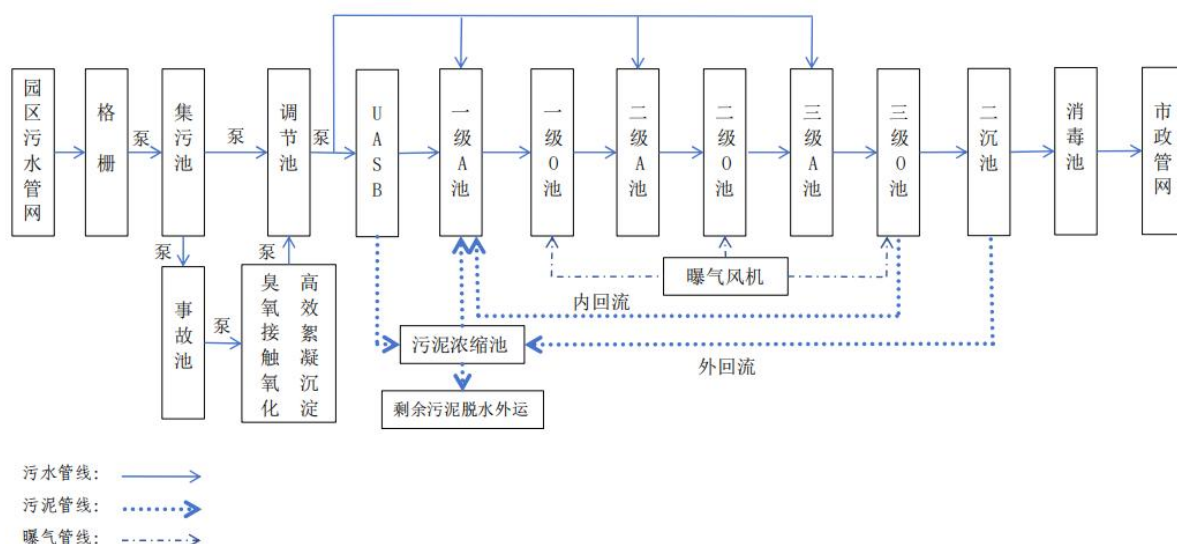 园区污水管网
格栅
泵
集污池
泵
调节池
泵
UASB
一级A池
一级O池
二级A池
二级O池
三级A池
三级O池
二沉池
消毒池
市政管网
泵
泵
事故池
泵
臭氧接触氧化
高效絮凝沉淀
曝气风机
内回流
污泥浓缩池
外回流
剩余污泥脱水外运
污水管线：
污泥管线：
曝气管线：